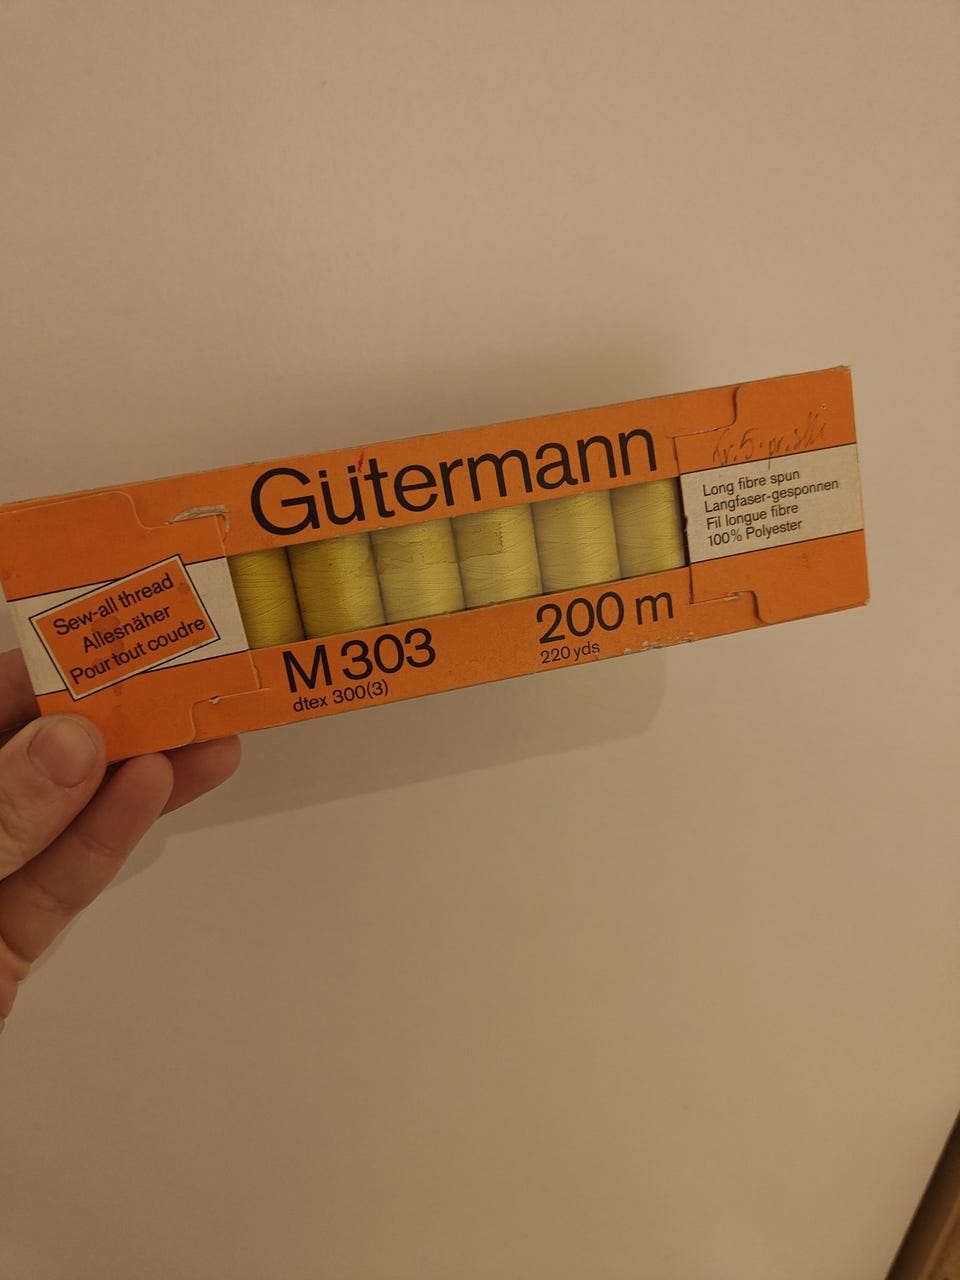 Gütermann
Sew-all thread
Allesnäher
Pour tout coudre
M 303
dtex 300(3)
200 m
220 yds
Long fibre spun
Langfaser-gesponnen
Fil longue fibre
100% Polyester